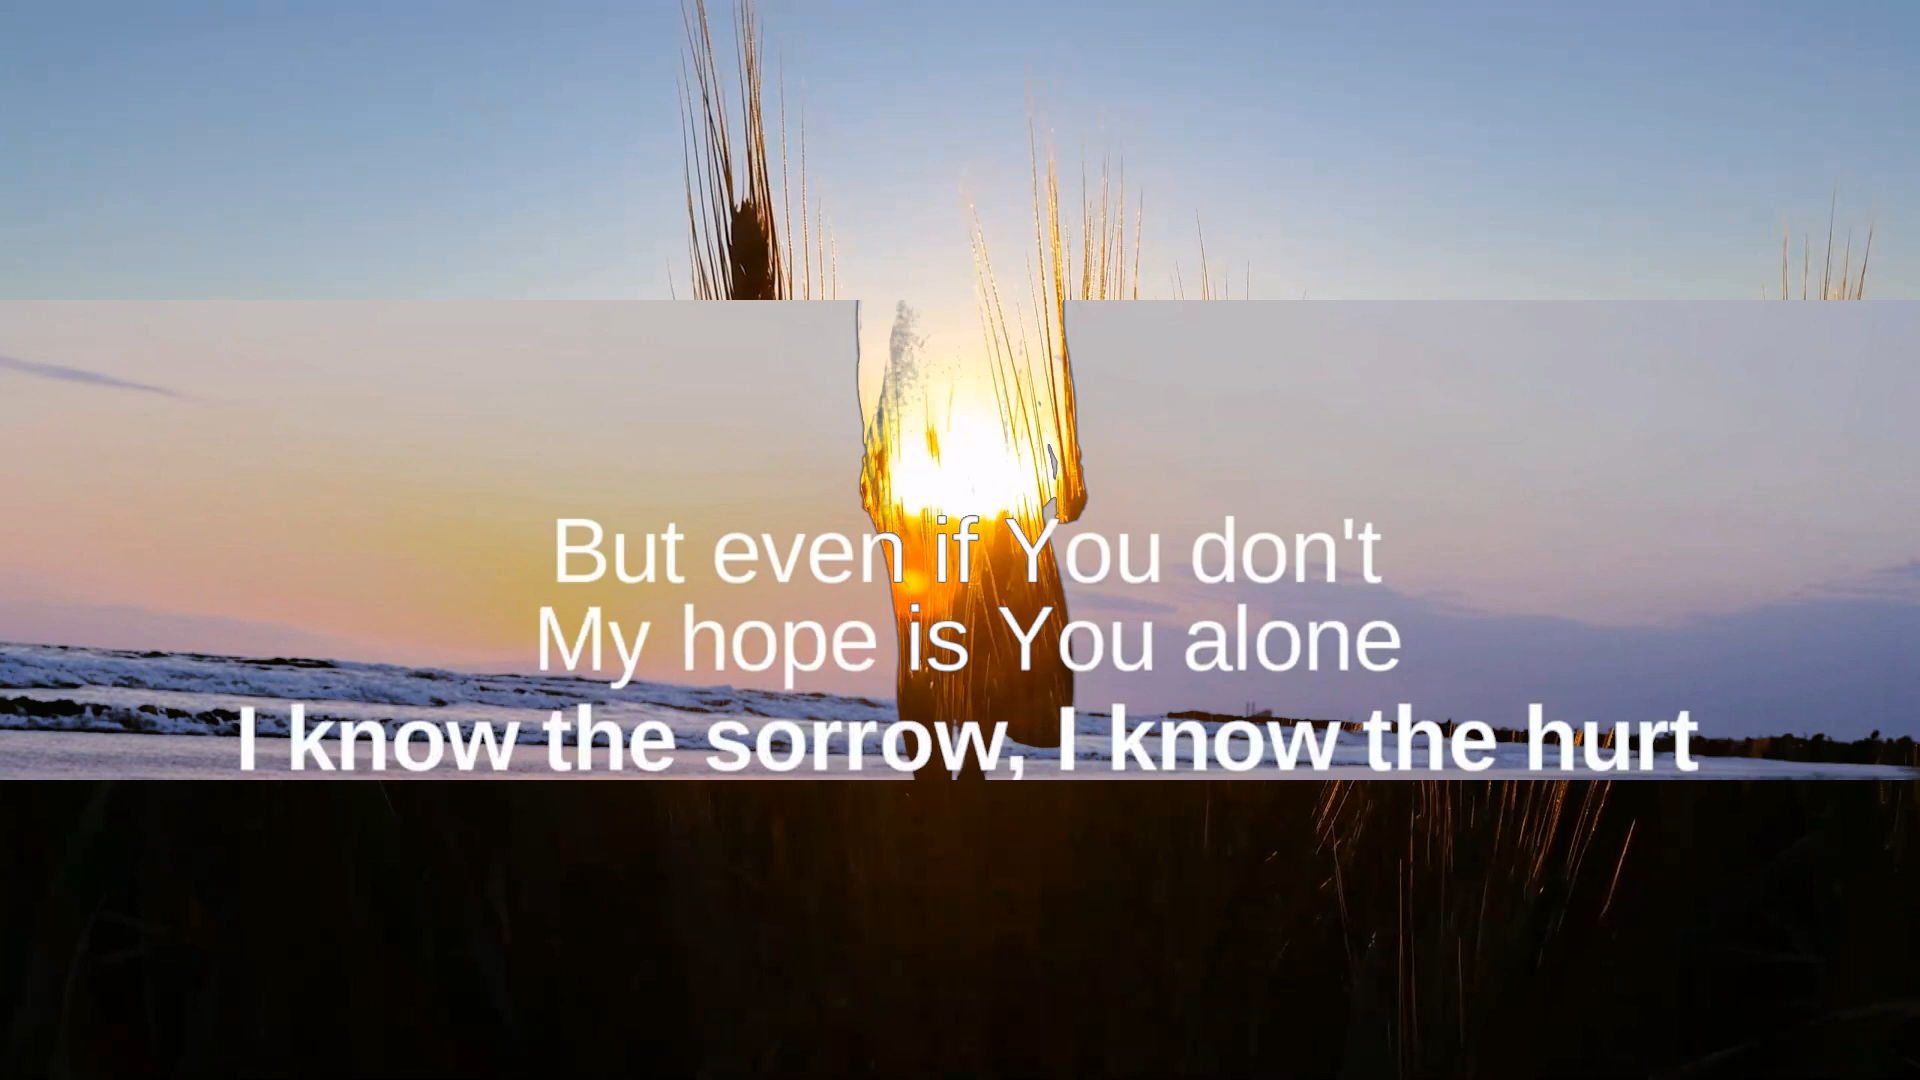 But even if You don't
My hope is You alone
I know the sorrow, I know the hurt